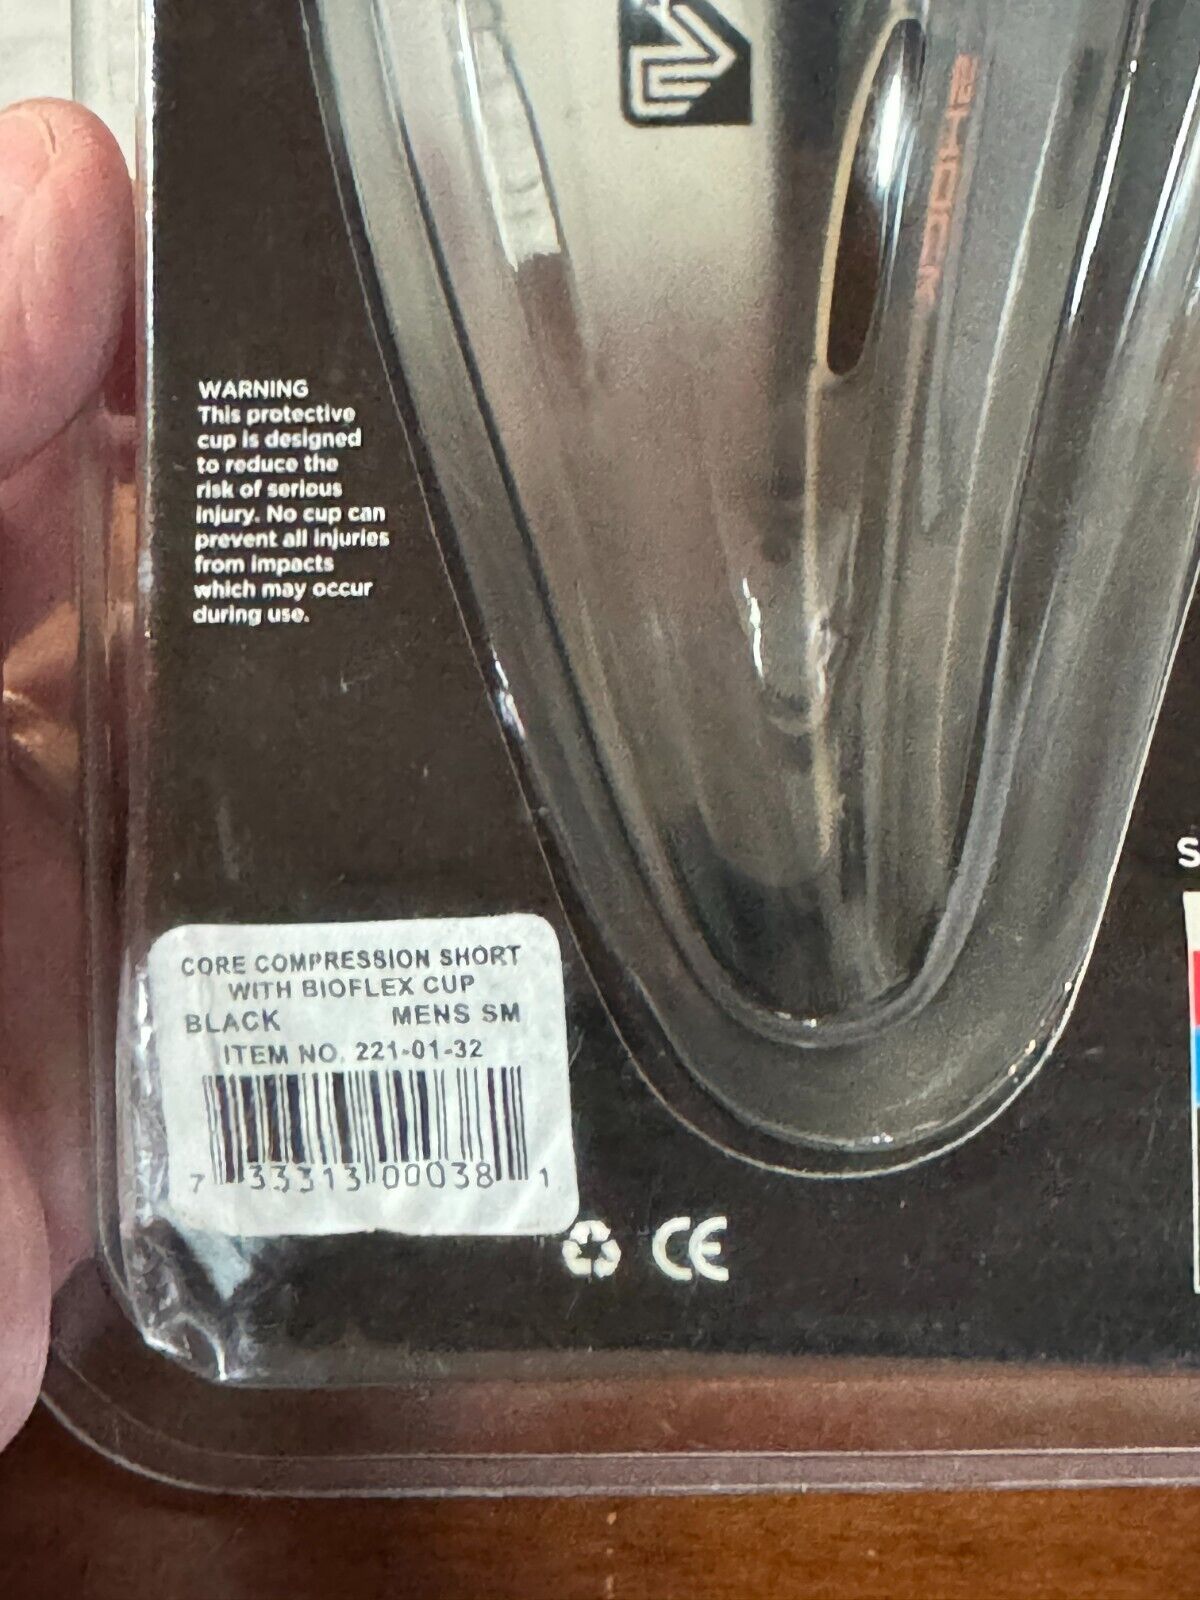 SHOCK
WARNING
This protective
cup is designed
to reduce the
risk of serious
injury. No cup can
prevent all injuries
from impacts
which may occur
during use.
S
CORE COMPRESSION SHORT
WITH BIOFLEX CUP
BLACK MENS SM
ITEM NO. 221-01-32
7 33313 00038 1
CE